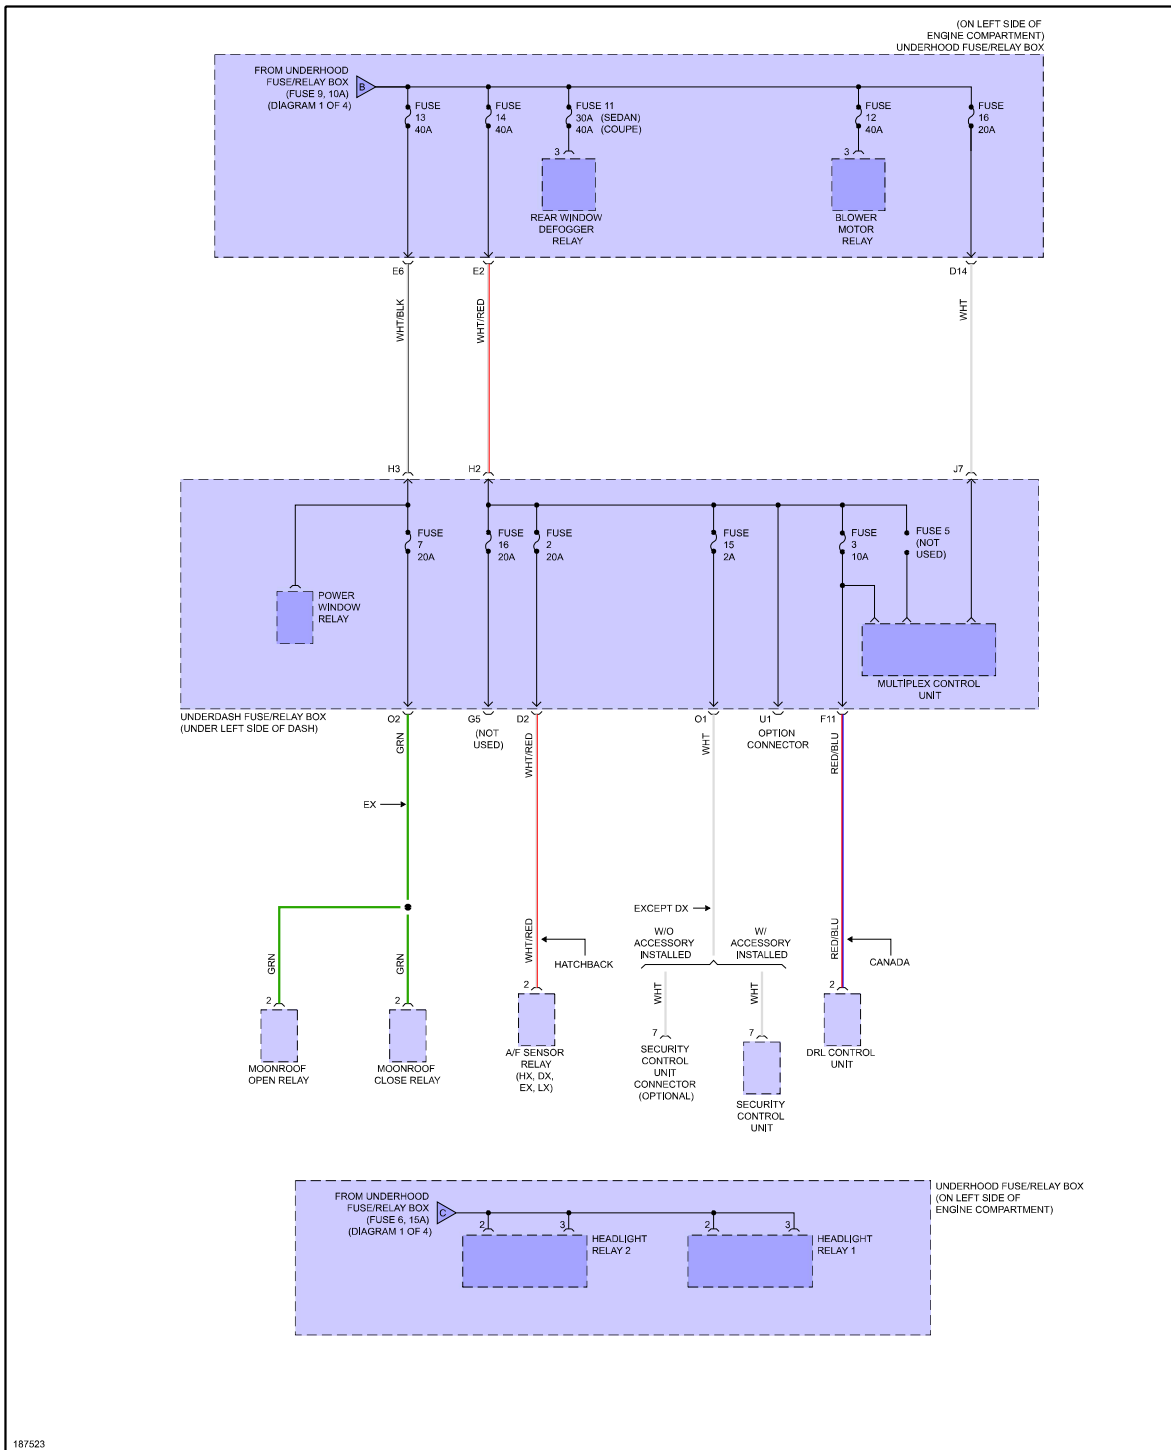 (ON LEFT SIDE OF
ENGINE COMPARTMENT)
UNDERHOOD FUSE/RELAY BOX
FROM UNDERHOOD
FUSE/RELAY BOX
(FUSE 9, 10A)
(DIAGRAM 1 OF 4)
B
FUSE
13
40A
FUSE
14
40A
FUSE 11
30A (SEDAN)
40A (COUPE)
FUSE
12
40A
FUSE
16
20A
3
3
REAR WINDOW
DEFOGGER
RELAY
BLOWER
MOTOR
RELAY
E6
E2
D14
WHT/BLK
WHT/RED
WHT
H3
H2
J7
FUSE
7
20A
FUSE
16
20A
FUSE
2
20A
FUSE
15
2A
FUSE
3
10A
FUSE 5
(NOT
USED)
POWER
WINDOW
RELAY
MULTIPLEX CONTROL
UNIT
UNDERDASH FUSE/RELAY BOX
(UNDER LEFT SIDE OF DASH)
O2
G5
(NOT
USED)
D2
O1
U1
OPTION
CONNECTOR
F11
GRN
WHT/RED
WHT
RED/BLU
EX
EXCEPT DX
W/O
ACCESSORY
INSTALLED
W/
ACCESSORY
INSTALLED
GRN
GRN
WHT/RED
HATCHBACK
WHT
WHT
RED/BLU
CANADA
2
2
2
7
7
2
MOONROOF
OPEN RELAY
MOONROOF
CLOSE RELAY
A/F SENSOR
RELAY
(HX, DX,
EX, LX)
SECURITY
CONTROL
UNIT
CONNECTOR
(OPTIONAL)
SECURITY
CONTROL
UNIT
DRL CONTROL
UNIT
FROM UNDERHOOD
FUSE/RELAY BOX
(FUSE 6, 15A)
(DIAGRAM 1 OF 4)
C
2
3
2
3
HEADLIGHT
RELAY 2
HEADLIGHT
RELAY 1
UNDERHOOD FUSE/RELAY BOX
(ON LEFT SIDE OF
ENGINE COMPARTMENT)
187523